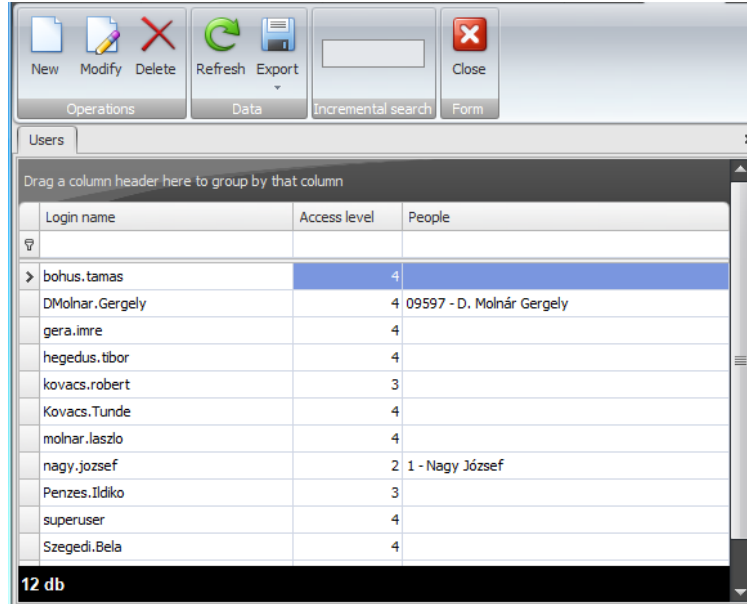 New Modify Delete Refresh Export Close
Operations Data Incremental search Form
Users
Drag a column header here to group by that column
Login name Access level People
bohus.tamas 4
DMolnar.Gergely 4 09597 - D. Molnár Gergely
gera.imre 4
hegedus.tibor 4
kovacs.robert 3
Kovacs.Tunde 4
molnar.laszlo 4
nagy.jozsef 2 1 - Nagy József
Penzes.Ildiko 3
superuser 4
Szegedi.Bela 4
12 db